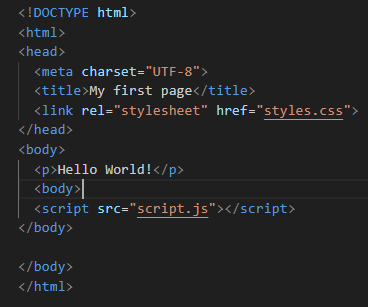 <!DOCTYPE html>
<html>
<head>
<meta charset="UTF-8">
<title>My first page</title>
<link rel="stylesheet" href="styles.css">
</head>
<body>
<p>Hello World!</p>
<body>
<script src="script.js"></script>
</body>
</body>
</html>